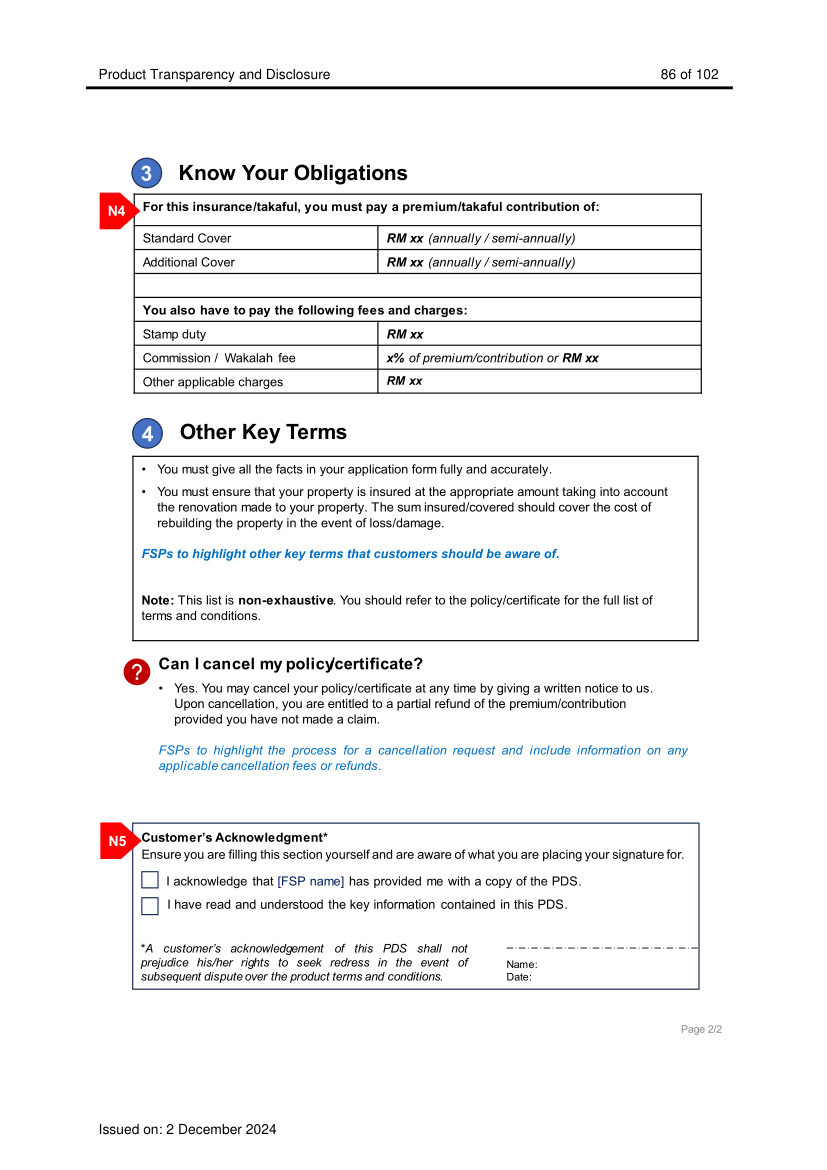 Product Transparency and Disclosure 86 of 102
3 Know Your Obligations
N4
For this insurance/takaful, you must pay a premium/takaful contribution of:
Standard Cover RM xx (annually / semi-annually)
Additional Cover RM xx (annually / semi-annually)
You also have to pay the following fees and charges:
Stamp duty RM xx
Commission / Wakalah fee x% of premium/contribution or RM xx
Other applicable charges RM xx
4 Other Key Terms
• You must give all the facts in your application form fully and accurately.
• You must ensure that your property is insured at the appropriate amount taking into account
the renovation made to your property. The sum insured/covered should cover the cost of
rebuilding the property in the event of loss/damage.
FSPs to highlight other key terms that customers should be aware of.
Note: This list is non-exhaustive. You should refer to the policy/certificate for the full list of
terms and conditions.
? Can I cancel my policy/certificate?
• Yes. You may cancel your policy/certificate at any time by giving a written notice to us.
Upon cancellation, you are entitled to a partial refund of the premium/contribution
provided you have not made a claim.
FSPs to highlight the process for a cancellation request and include information on any
applicable cancellation fees or refunds.
N5
Customer's Acknowledgment*
Ensure you are filling this section yourself and are aware of what you are placing your signature for.
I acknowledge that [FSP name] has provided me with a copy of the PDS.
I have read and understood the key information contained in this PDS.
*A customer's acknowledgement of this PDS shall not
prejudice his/her rights to seek redress in the event of
subsequent dispute over the product terms and conditions.
Name:
Date:
Page 2/2
Issued on: 2 December 2024